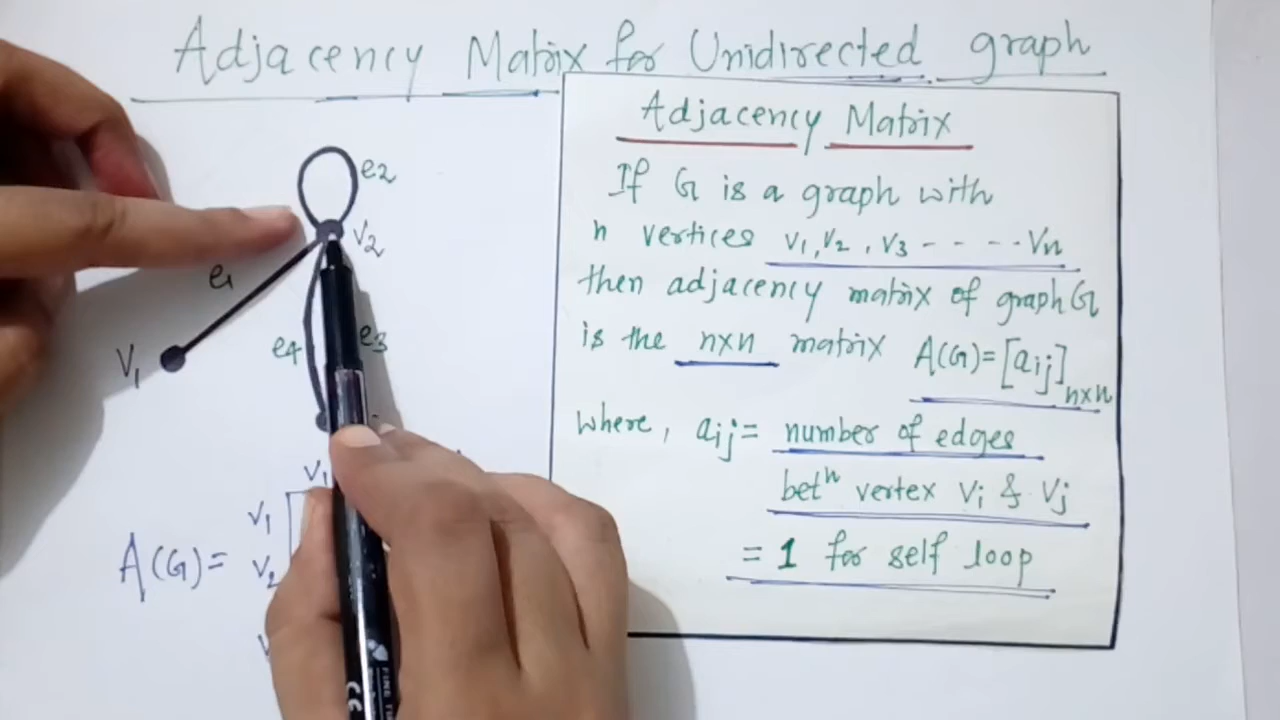 Adjacency Matrix for Unidirected graph
Adjacency Matrix
If G is a graph with
n vertices v1, v2, v3 - - - - - Vn
then adjacency matrix of graph G
is the nxn matrix A(G)=[aij]nxn
where, aij= number of edges
betn vertex Vi & Vj
= 1 for self loop
e2
V2
e1
e4
e3
V1
V1
V1
A(G)=
V2